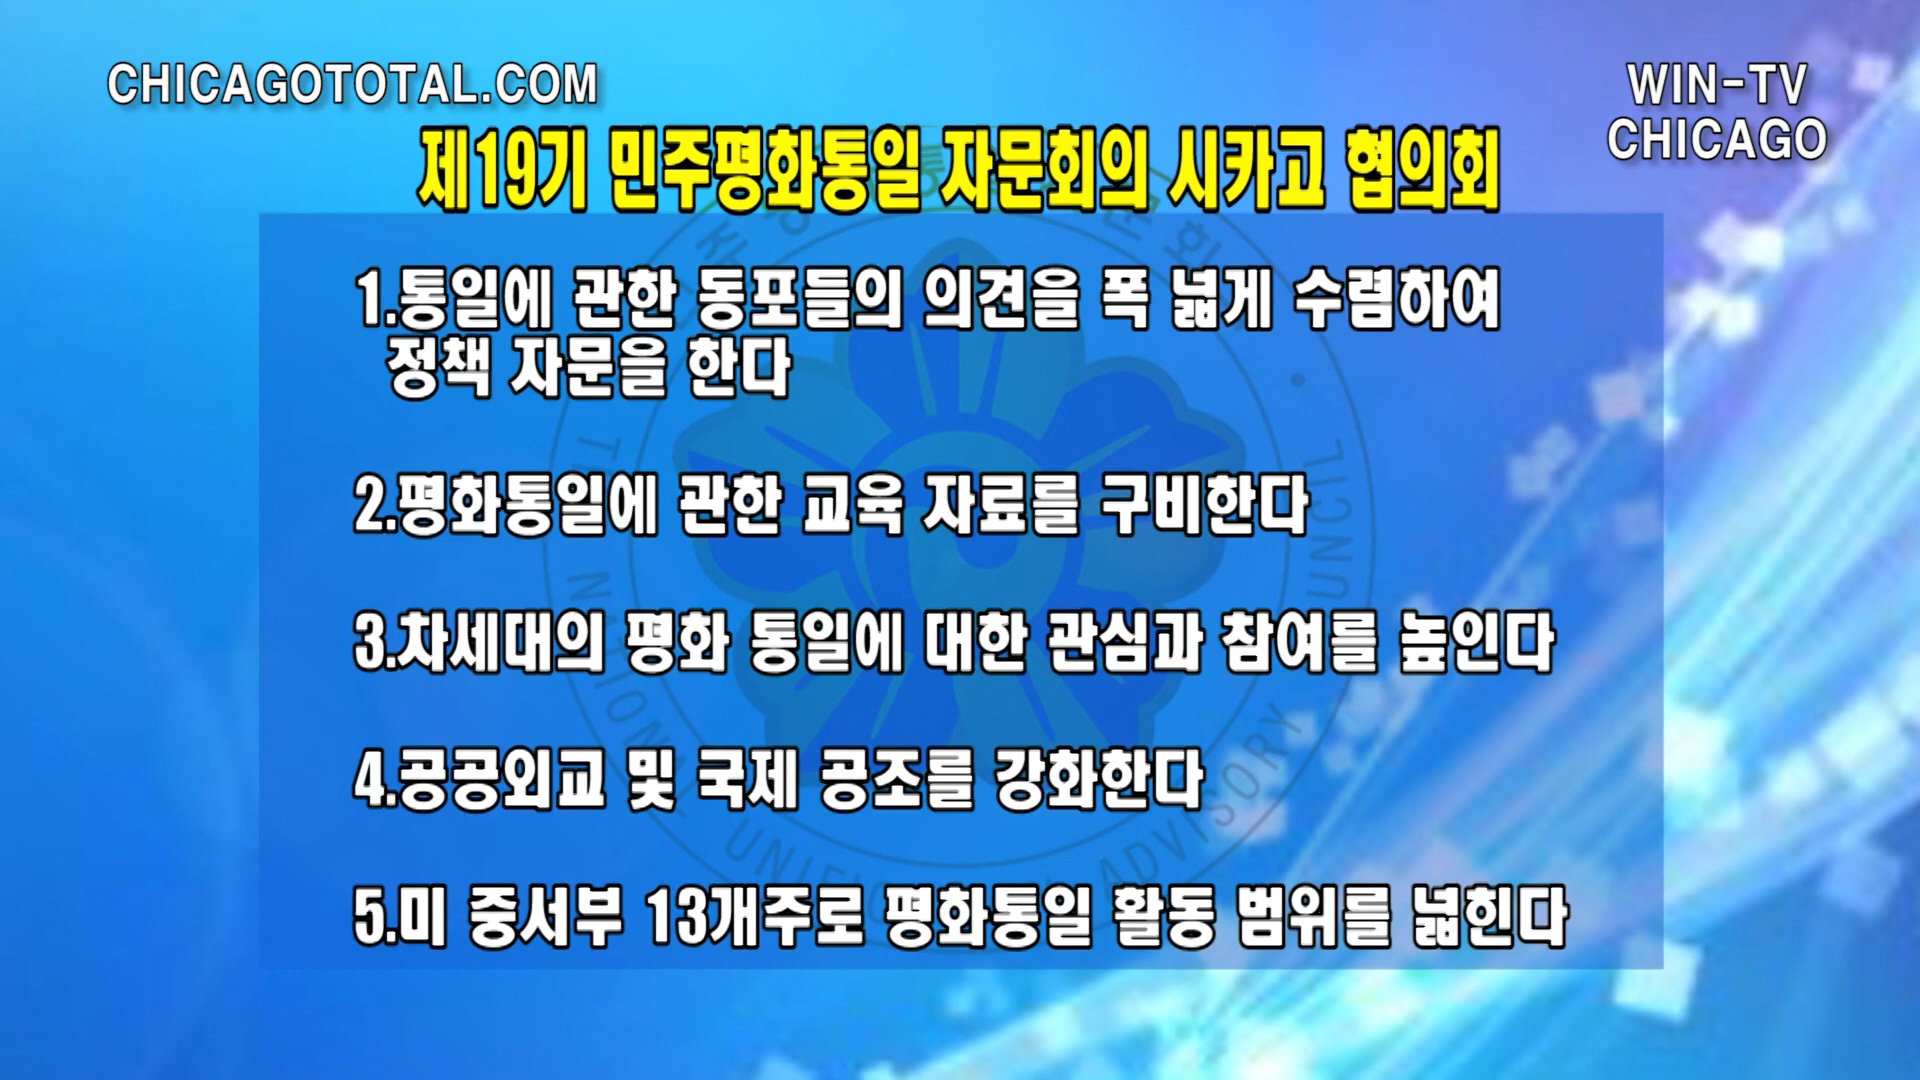 CHICAGOTOTAL.COM
WIN-TV
CHICAGO
제19기 민주평화통일 자문회의 시카고 협의회
1.통일에 관한 동포들의 의견을 폭 넓게 수렴하여
정책 자문을 한다
2.평화통일에 관한 교육 자료를 구비한다
3.차세대의 평화 통일에 대한 관심과 참여를 높인다
4.공공외교 및 국제 공조를 강화한다
5.미 중서부 13개주로 평화통일 활동 범위를 넓힌다
ADVISORY